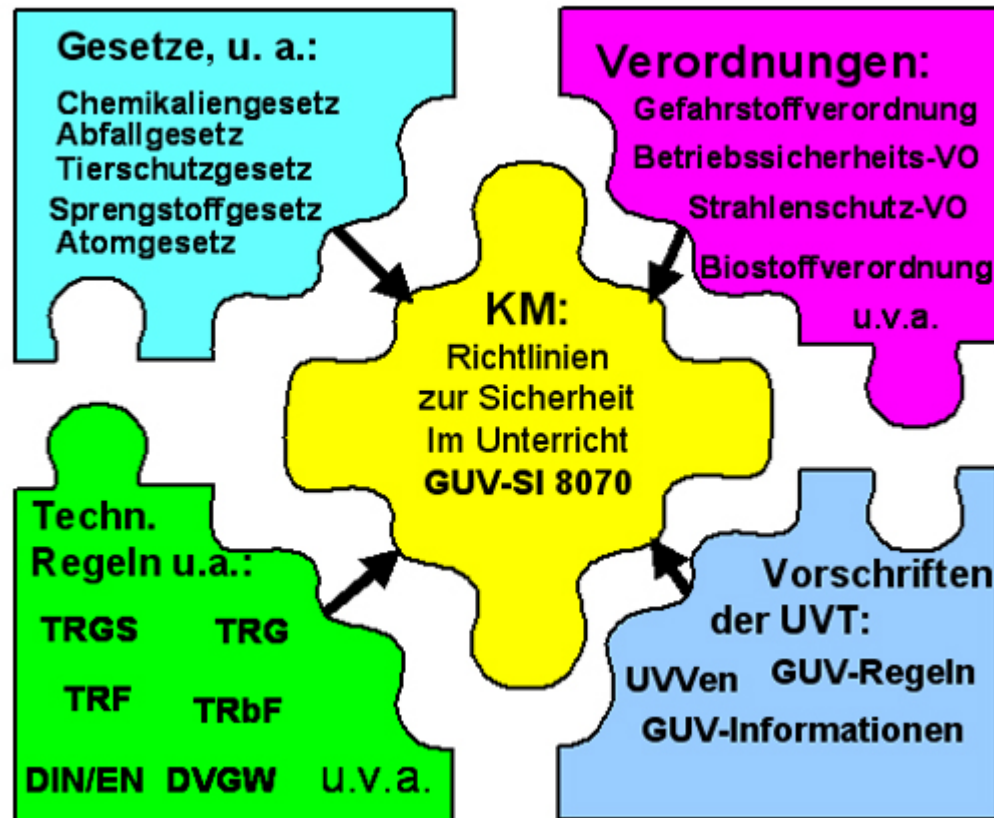 Gesetze, u. a.:
Chemikaliengesetz
Abfallgesetz
Tierschutzgesetz
Sprengstoffgesetz
Atomgesetz
Verordnungen:
Gefahrstoffverordnung
Betriebssicherheits-VO
Strahlenschutz-VO
Biostoffverordnung
u.v.a.
KM:
Richtlinien
zur Sicherheit
Im Unterricht
GUV-SI 8070
Techn.
Regeln u.a.:
TRGS TRG
TRF TRbF
DIN/EN DVGW u.v.a.
Vorschriften
der UVT:
UVVen GUV-Regeln
GUV-Informationen